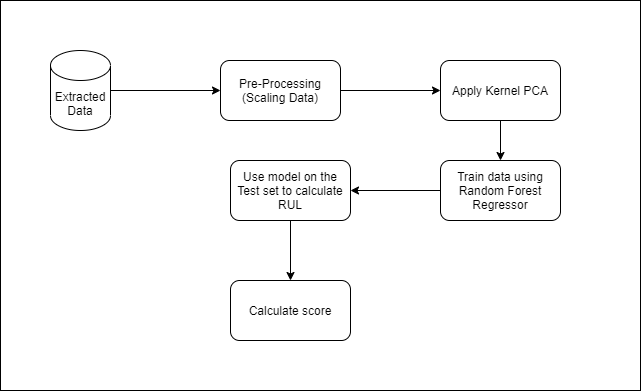 Extracted
Data
Pre-Processing
(Scaling Data)
Apply Kernel PCA
Train data using
Random Forest
Regressor
Use model on the
Test set to calculate
RUL
Calculate score